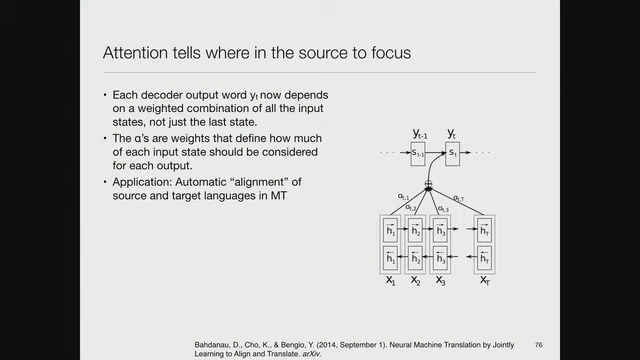 Attention tells where in the source to focus
• Each decoder output word yt now depends
on a weighted combination of all the input
states, not just the last state.
• The α's are weights that define how much
of each input state should be considered
for each output.
• Application: Automatic “alignment” of
source and target languages in MT
yt-1 yt
st-1 st
αt,1 αt,2 αt,3 αt,T
h1 h2 h3 hT
h1 h2 h3 hT
x1 x2 x3 xT
Bahdanau, D., Cho, K., & Bengio, Y. (2014, September 1). Neural Machine Translation by Jointly
Learning to Align and Translate. arXiv.
76